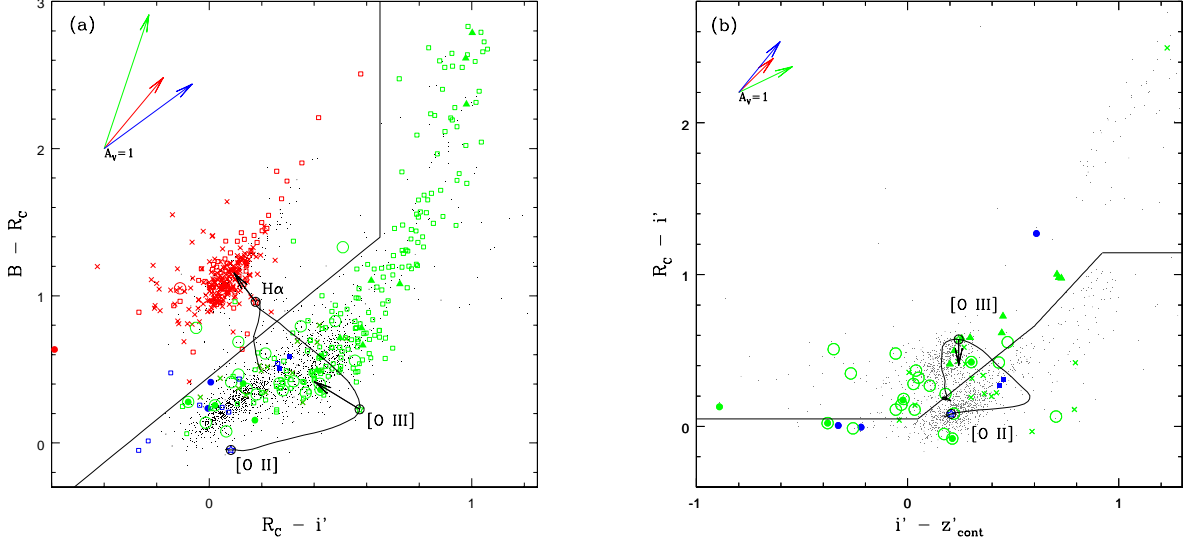 (a)
3
2
1
0
B − R_C
A_V=1
Hα
[O III]
[O II]
0
1
R_C − i'
(b)
2
1
0
R_C − i'
A_V=1
[O III]
[O II]
-1
0
1
i' − z'_cont